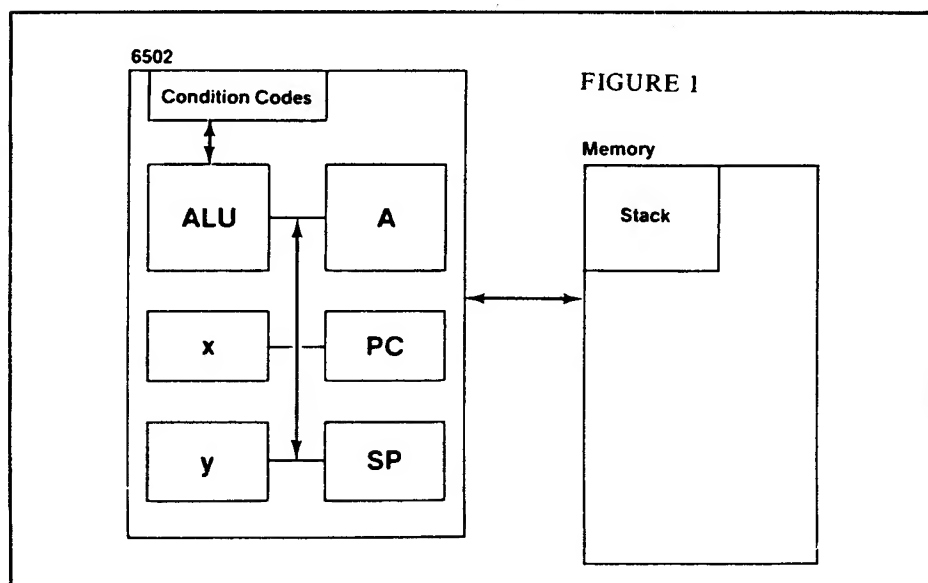 6502
FIGURE 1
Condition Codes
Memory
ALU
A
Stack
x
PC
y
SP